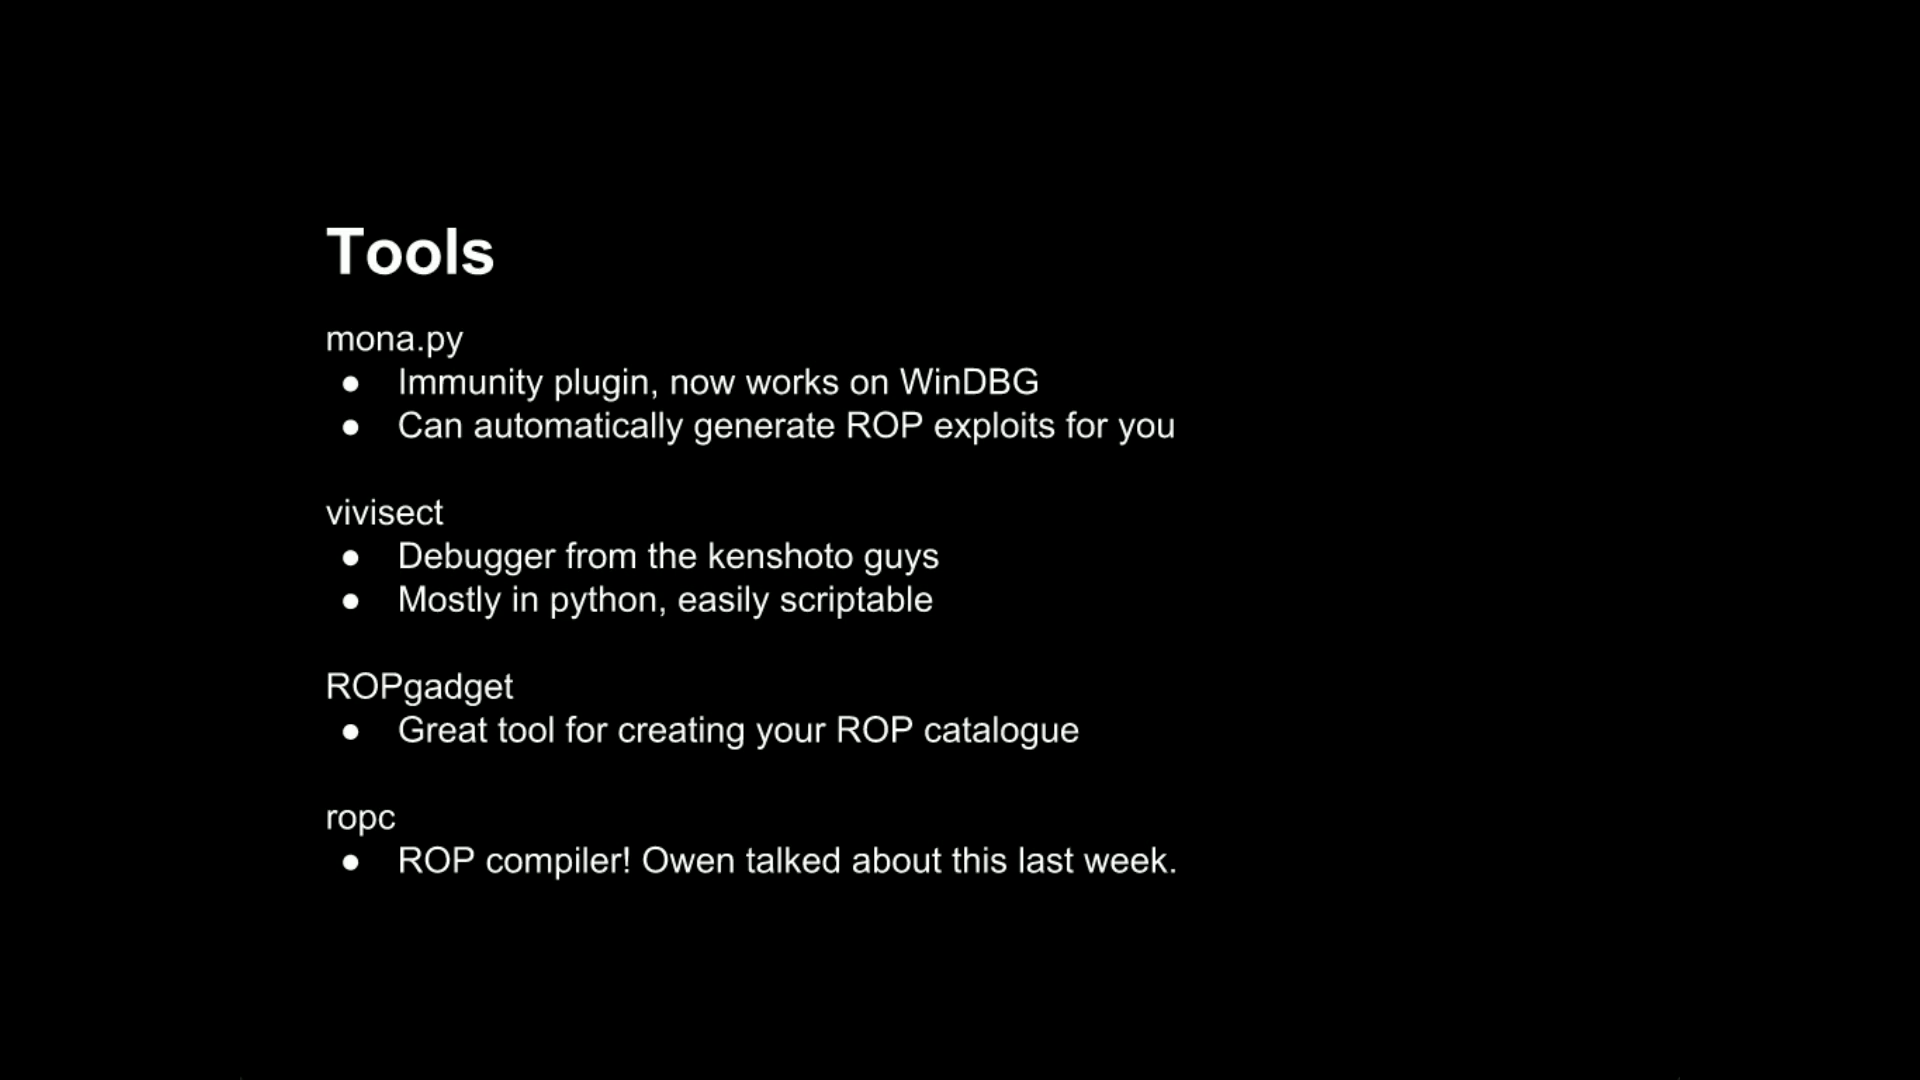 Tools
mona.py
● Immunity plugin, now works on WinDBG
● Can automatically generate ROP exploits for you
vivisect
● Debugger from the kenshoto guys
● Mostly in python, easily scriptable
ROPgadget
● Great tool for creating your ROP catalogue
ropc
● ROP compiler! Owen talked about this last week.